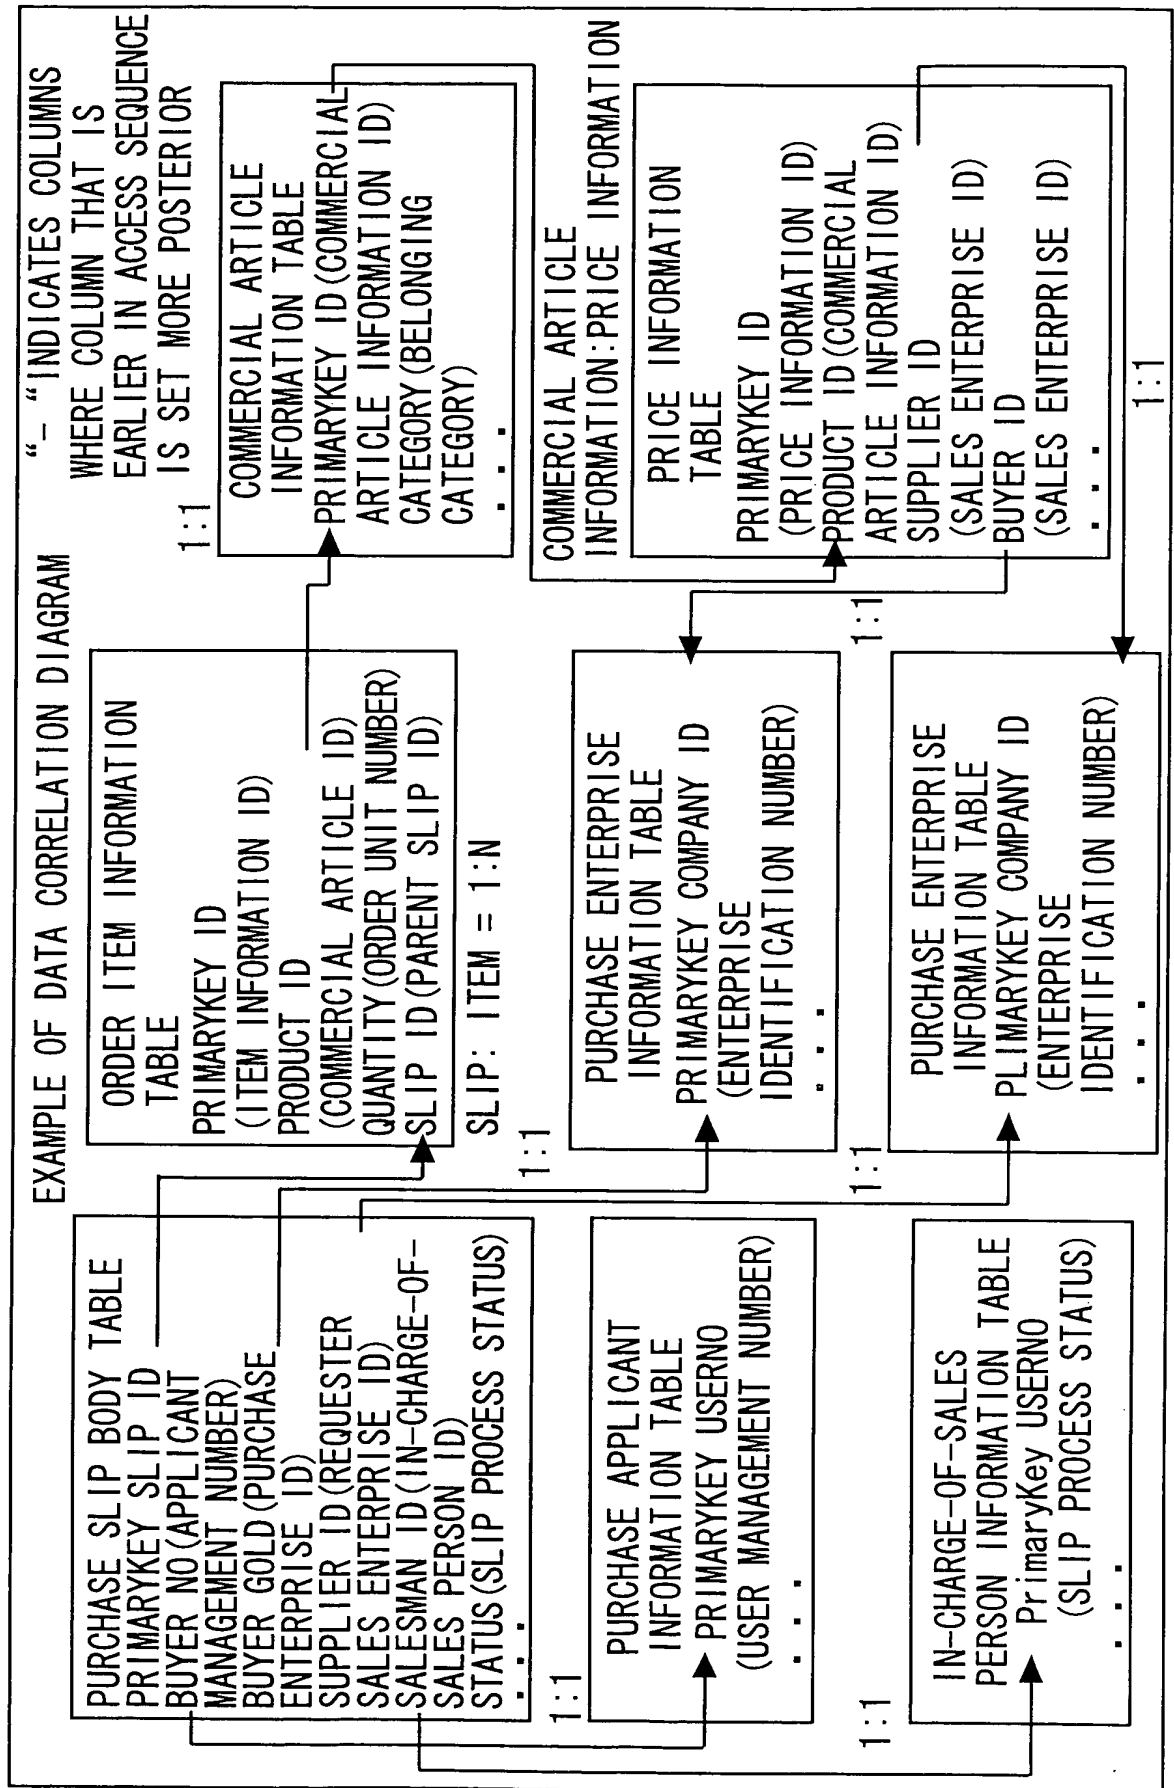 EXAMPLE OF DATA CORRELATION DIAGRAM
"_ "INDICATES COLUMNS
WHERE COLUMN THAT IS
EARLIER IN ACCESS SEQUENCE
IS SET MORE POSTERIOR
PURCHASE SLIP BODY TABLE
PRIMARYKEY SLIP ID
BUYER NO(APPLICANT
MANAGEMENT NUMBER)
BUYER GOLD(PURCHASE
ENTERPRISE ID)
SUPPLIER ID(REQUESTER
SALES ENTERPRISE ID)
SALESMAN ID(IN-CHARGE-OF-
SALES PERSON ID)
STATUS(SLIP PROCESS STATUS)
. . .
ORDER ITEM INFORMATION
TABLE
PRIMARYKEY ID
(ITEM INFORMATION ID)
PRODUCT ID
(COMMERCIAL ARTICLE ID)
QUANTITY(ORDER UNIT NUMBER)
SLIP ID(PARENT SLIP ID)
SLIP: ITEM = 1:N
1:1
COMMERCIAL ARTICLE
INFORMATION TABLE
PRIMARYKEY ID(COMMERCIAL
ARTICLE INFORMATION ID)
CATEGORY(BELONGING
CATEGORY)
. . .
1:1
PURCHASE APPLICANT
INFORMATION TABLE
PRIMARYKEY USERNO
(USER MANAGEMENT NUMBER)
. . .
1:1
PURCHASE ENTERPRISE
INFORMATION TABLE
PRIMARYKEY COMPANY ID
(ENTERPRISE
IDENTIFICATION NUMBER)
. . .
COMMERCIAL ARTICLE
INFORMATION:PRICE INFORMATION
PRICE INFORMATION
TABLE
PRIMARYKEY ID
(PRICE INFORMATION ID)
PRODUCT ID(COMMERCIAL
ARTICLE INFORMATION ID)
SUPPLIER ID
(SALES ENTERPRISE ID)
BUYER ID
(SALES ENTERPRISE ID)
. . .
1:1
1:1
IN-CHARGE-OF-SALES
PERSON INFORMATION TABLE
PrimaryKey USERNO
(SLIP PROCESS STATUS)
. . .
1:1
PURCHASE ENTERPRISE
INFORMATION TABLE
PLIMARYKEY COMPANY ID
(ENTERPRISE
IDENTIFICATION NUMBER)
. . .
1:1